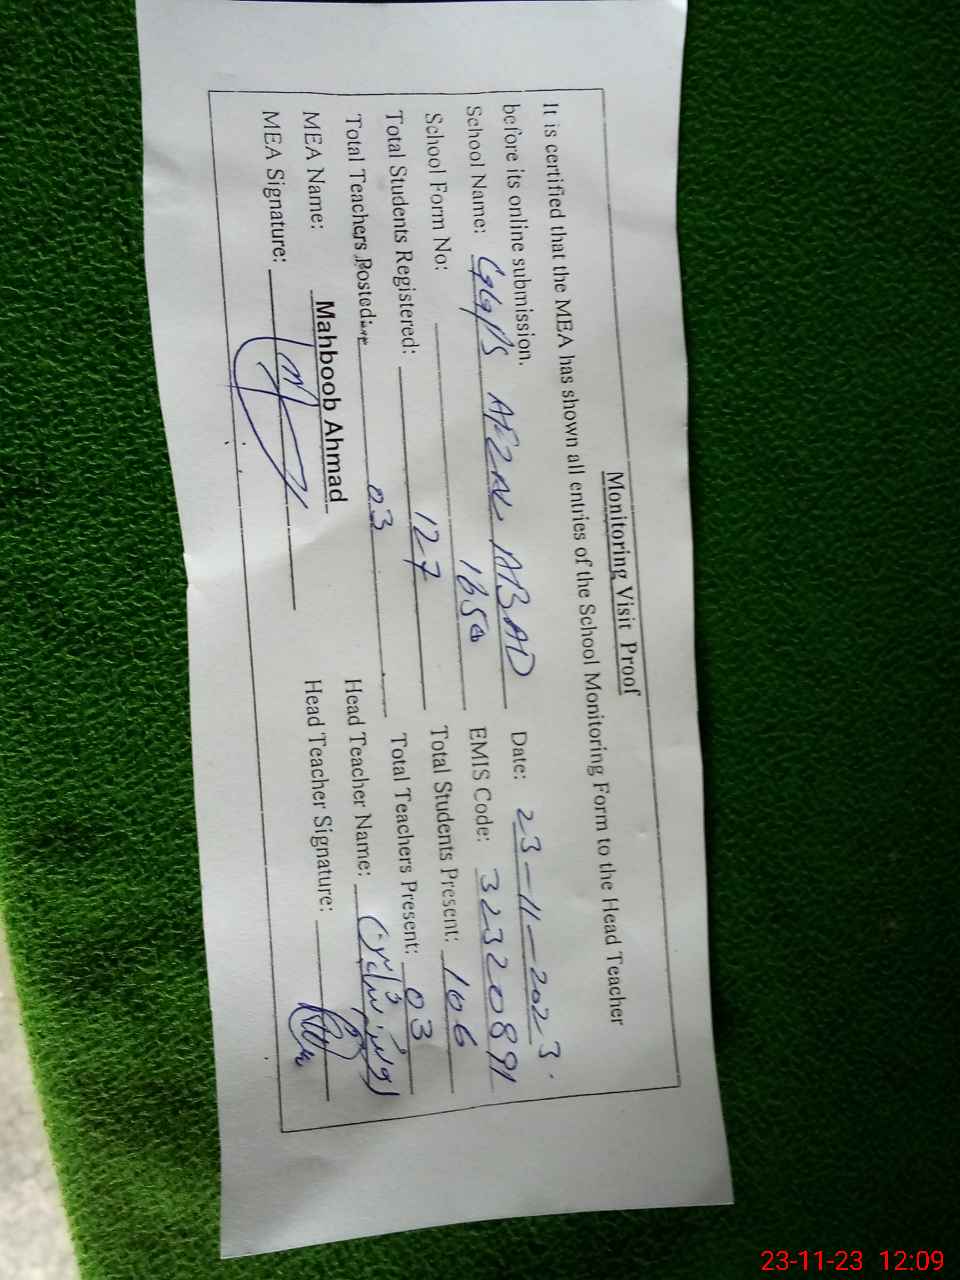 Monitoring Visit Proof
It is certified that the MEA has shown all entries of the School Monitoring Form to the Head Teacher
before its online submission.
School Name: GGPS AFZAL ABAD Date: 23-11-2023.
School Form No: 1650 EMIS Code: 32320891
Total Students Registered: 127 Total Students Present: 106
Total Teachers Posted: 03 Total Teachers Present: 03
MEA Name: Mahboob Ahmad Head Teacher Name:
MEA Signature: Head Teacher Signature:
23-11-23 12:09